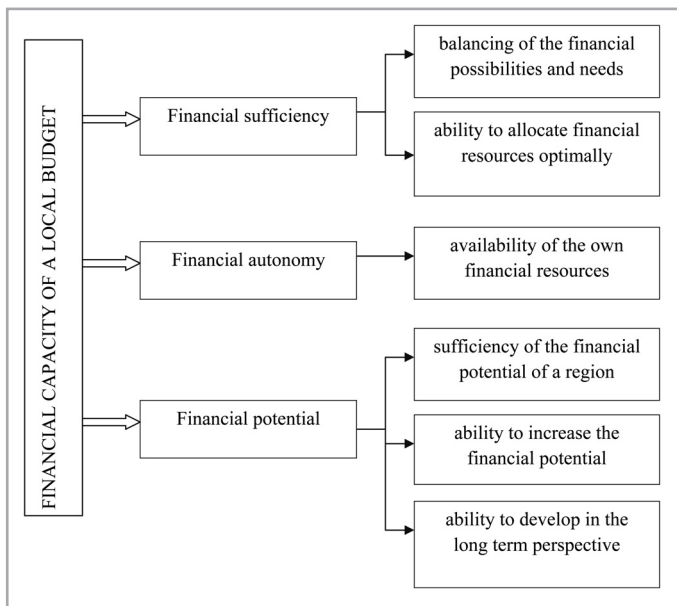 FINANCIAL CAPACITY OF A LOCAL BUDGET
Financial sufficiency
balancing of the financial
possibilities and needs
ability to allocate financial
resources optimally
Financial autonomy
availability of the own
financial resources
Financial potential
sufficiency of the financial
potential of a region
ability to increase the
financial potential
ability to develop in the
long term perspective